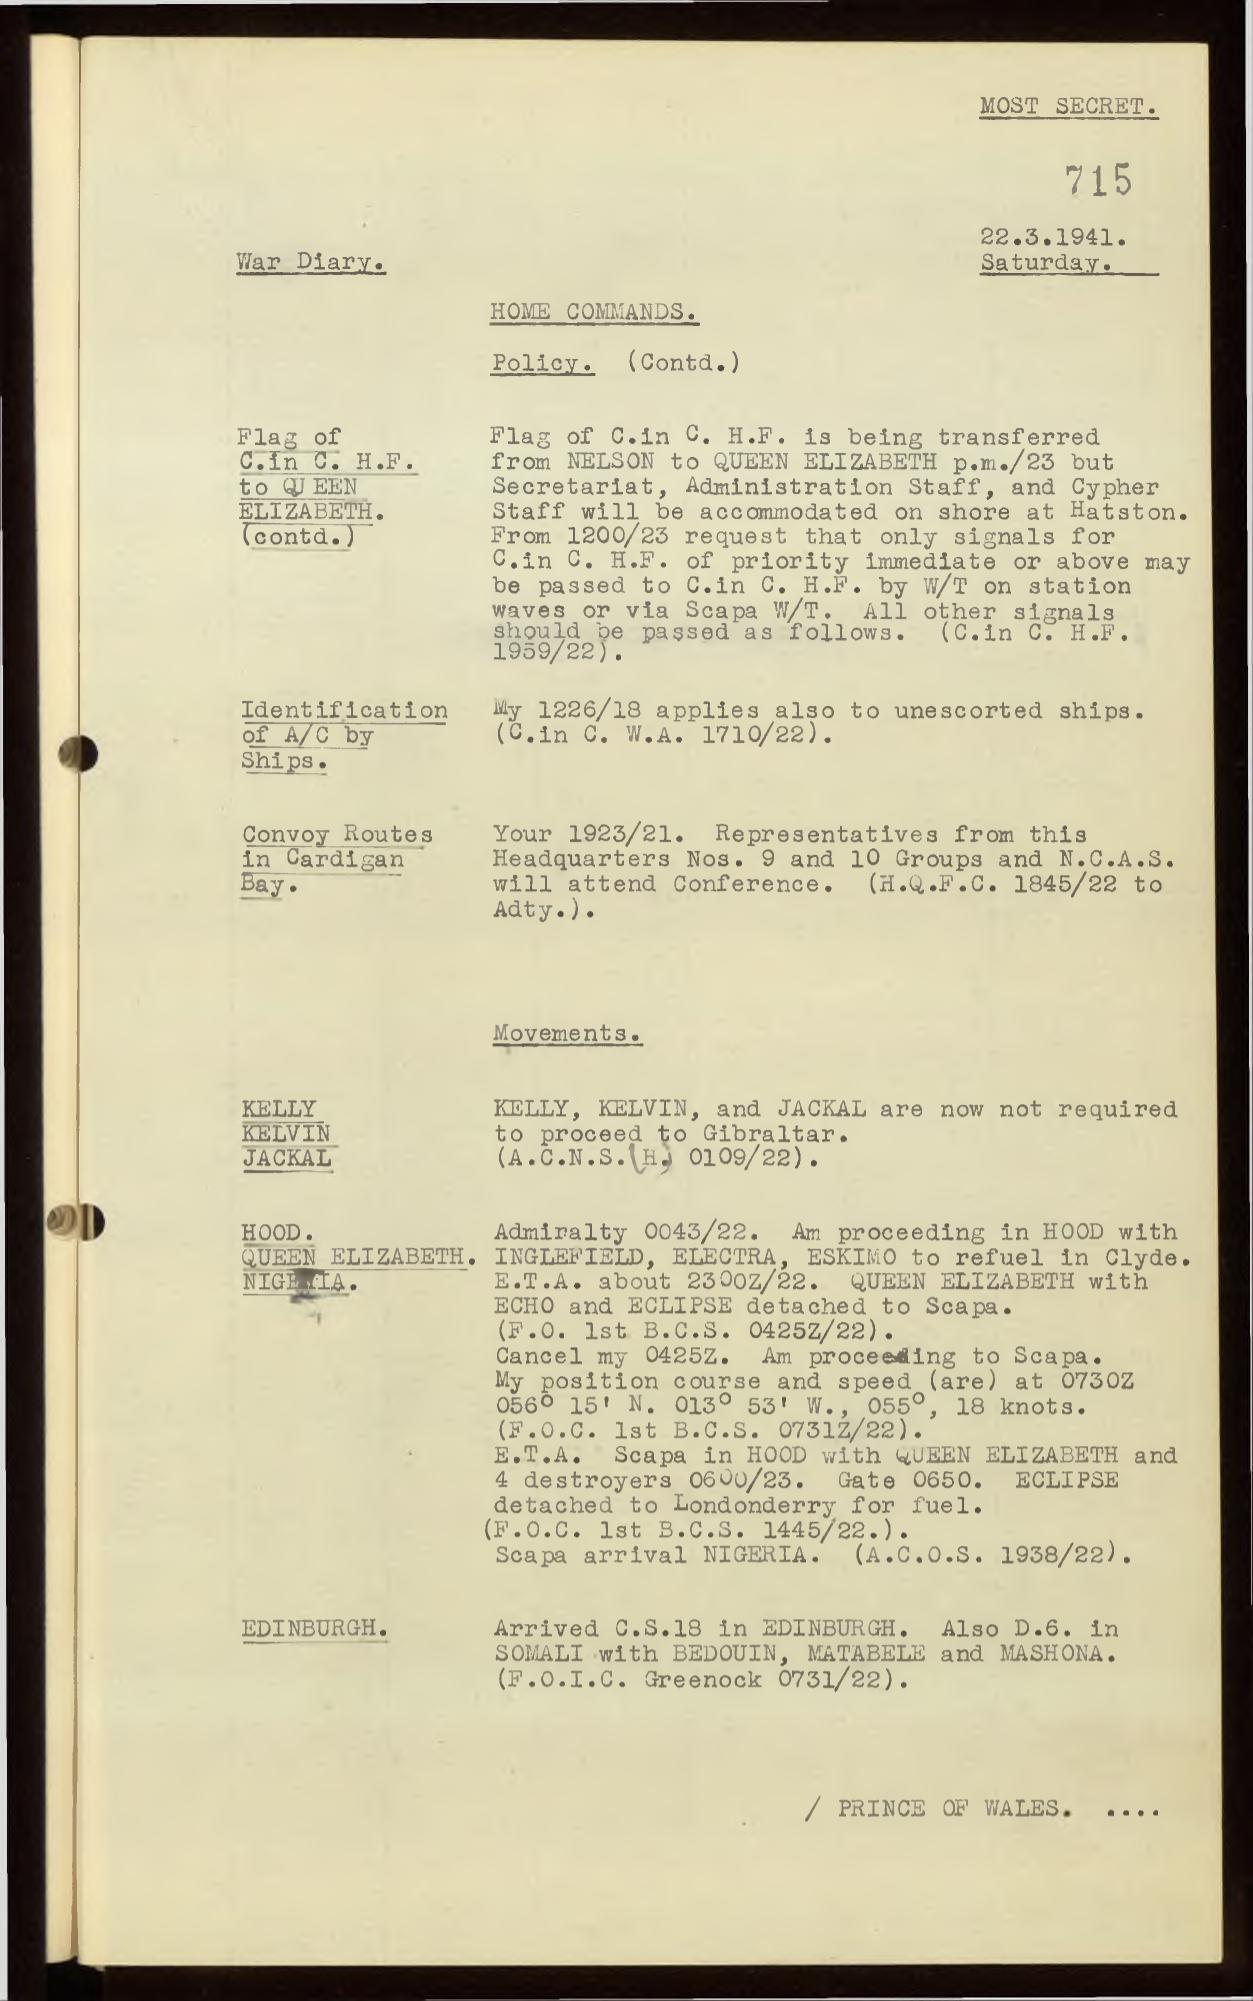 MOST SECRET.
715
22.3.1941.
War Diary.
Saturday.
HOME COMMANDS.
Policy. (Contd.)
Flag of
C.in C. H.F.
to QUEEN
ELIZABETH.
(contd.)
Flag of C.in C. H.F. is being transferred
from NELSON to QUEEN ELIZABETH p.m./23 but
Secretariat, Administration Staff, and Cypher
Staff will be accommodated on shore at Hatston.
From 1200/23 request that only signals for
C.in C. H.F. of priority immediate or above may
be passed to C.in C. H.F. by W/T on station
waves or via Scapa W/T. All other signals
should be passed as follows. (C.in C. H.F.
1959/22).
Identification
of A/C by
Ships.
My 1226/18 applies also to unescorted ships.
(C.in C. W.A. 1710/22).
Convoy Routes
in Cardigan
Bay.
Your 1923/21. Representatives from this
Headquarters Nos. 9 and 10 Groups and N.C.A.S.
will attend Conference. (H.Q.F.C. 1845/22 to
Adty.).
Movements.
KELLY
KELVIN
JACKAL
KELLY, KELVIN, and JACKAL are now not required
to proceed to Gibraltar.
(A.C.N.S.(H) 0109/22).
HOOD.
QUEEN ELIZABETH.
NIGERIA.
Admiralty 0043/22. Am proceeding in HOOD with
INGLEFIELD, ELECTRA, ESKIMO to refuel in Clyde.
E.T.A. about 2300Z/22. QUEEN ELIZABETH with
ECHO and ECLIPSE detached to Scapa.
(F.O. 1st B.C.S. 0425Z/22).
Cancel my 0425Z. Am proceeding to Scapa.
My position course and speed (are) at 0730Z
056° 15' N. 013° 53' W., 055°, 18 knots.
(F.O.C. 1st B.C.S. 0731Z/22).
E.T.A. Scapa in HOOD with QUEEN ELIZABETH and
4 destroyers 0600/23. Gate 0650. ECLIPSE
detached to Londonderry for fuel.
(F.O.C. 1st B.C.S. 1445/22.).
Scapa arrival NIGERIA. (A.C.O.S. 1938/22).
EDINBURGH.
Arrived C.S.18 in EDINBURGH. Also D.6. in
SOMALI with BEDOUIN, MATABELE and MASHONA.
(F.O.I.C. Greenock 0731/22).
/ PRINCE OF WALES. ....